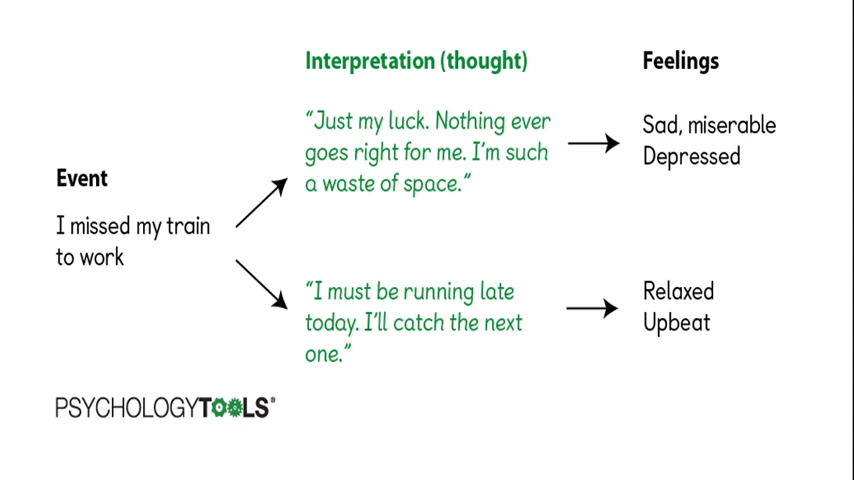 Interpretation (thought)
Feelings
"Just my luck. Nothing ever
goes right for me. I'm such
a waste of space."
Sad, miserable
Depressed
Event
I missed my train
to work
"I must be running late
today. I'll catch the next
one."
Relaxed
Upbeat
PSYCHOLOGYTOOLS®